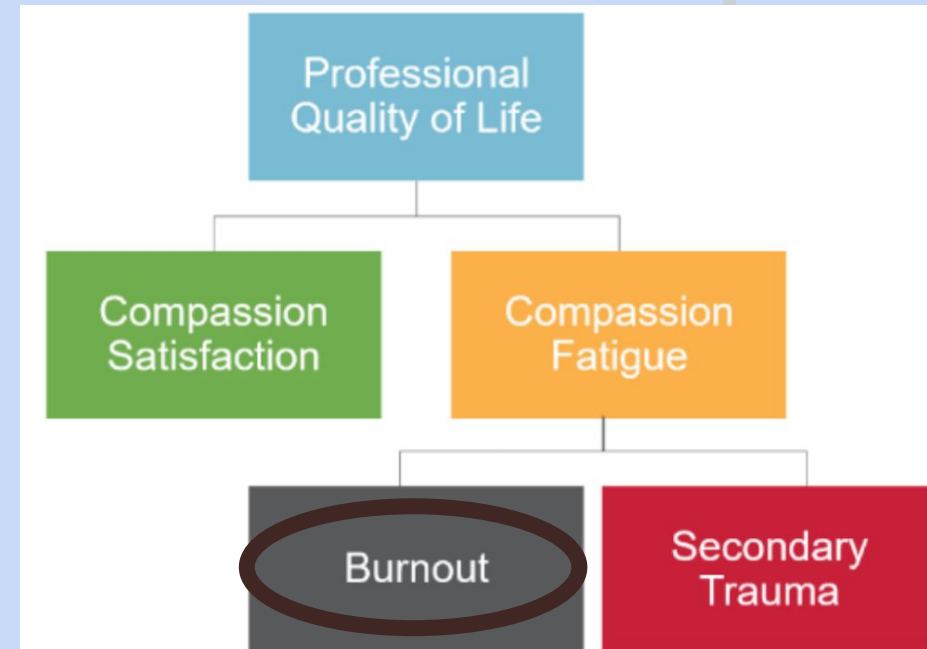 Professional
Quality of Life
Compassion
Satisfaction
Compassion
Fatigue
Burnout
Secondary
Trauma